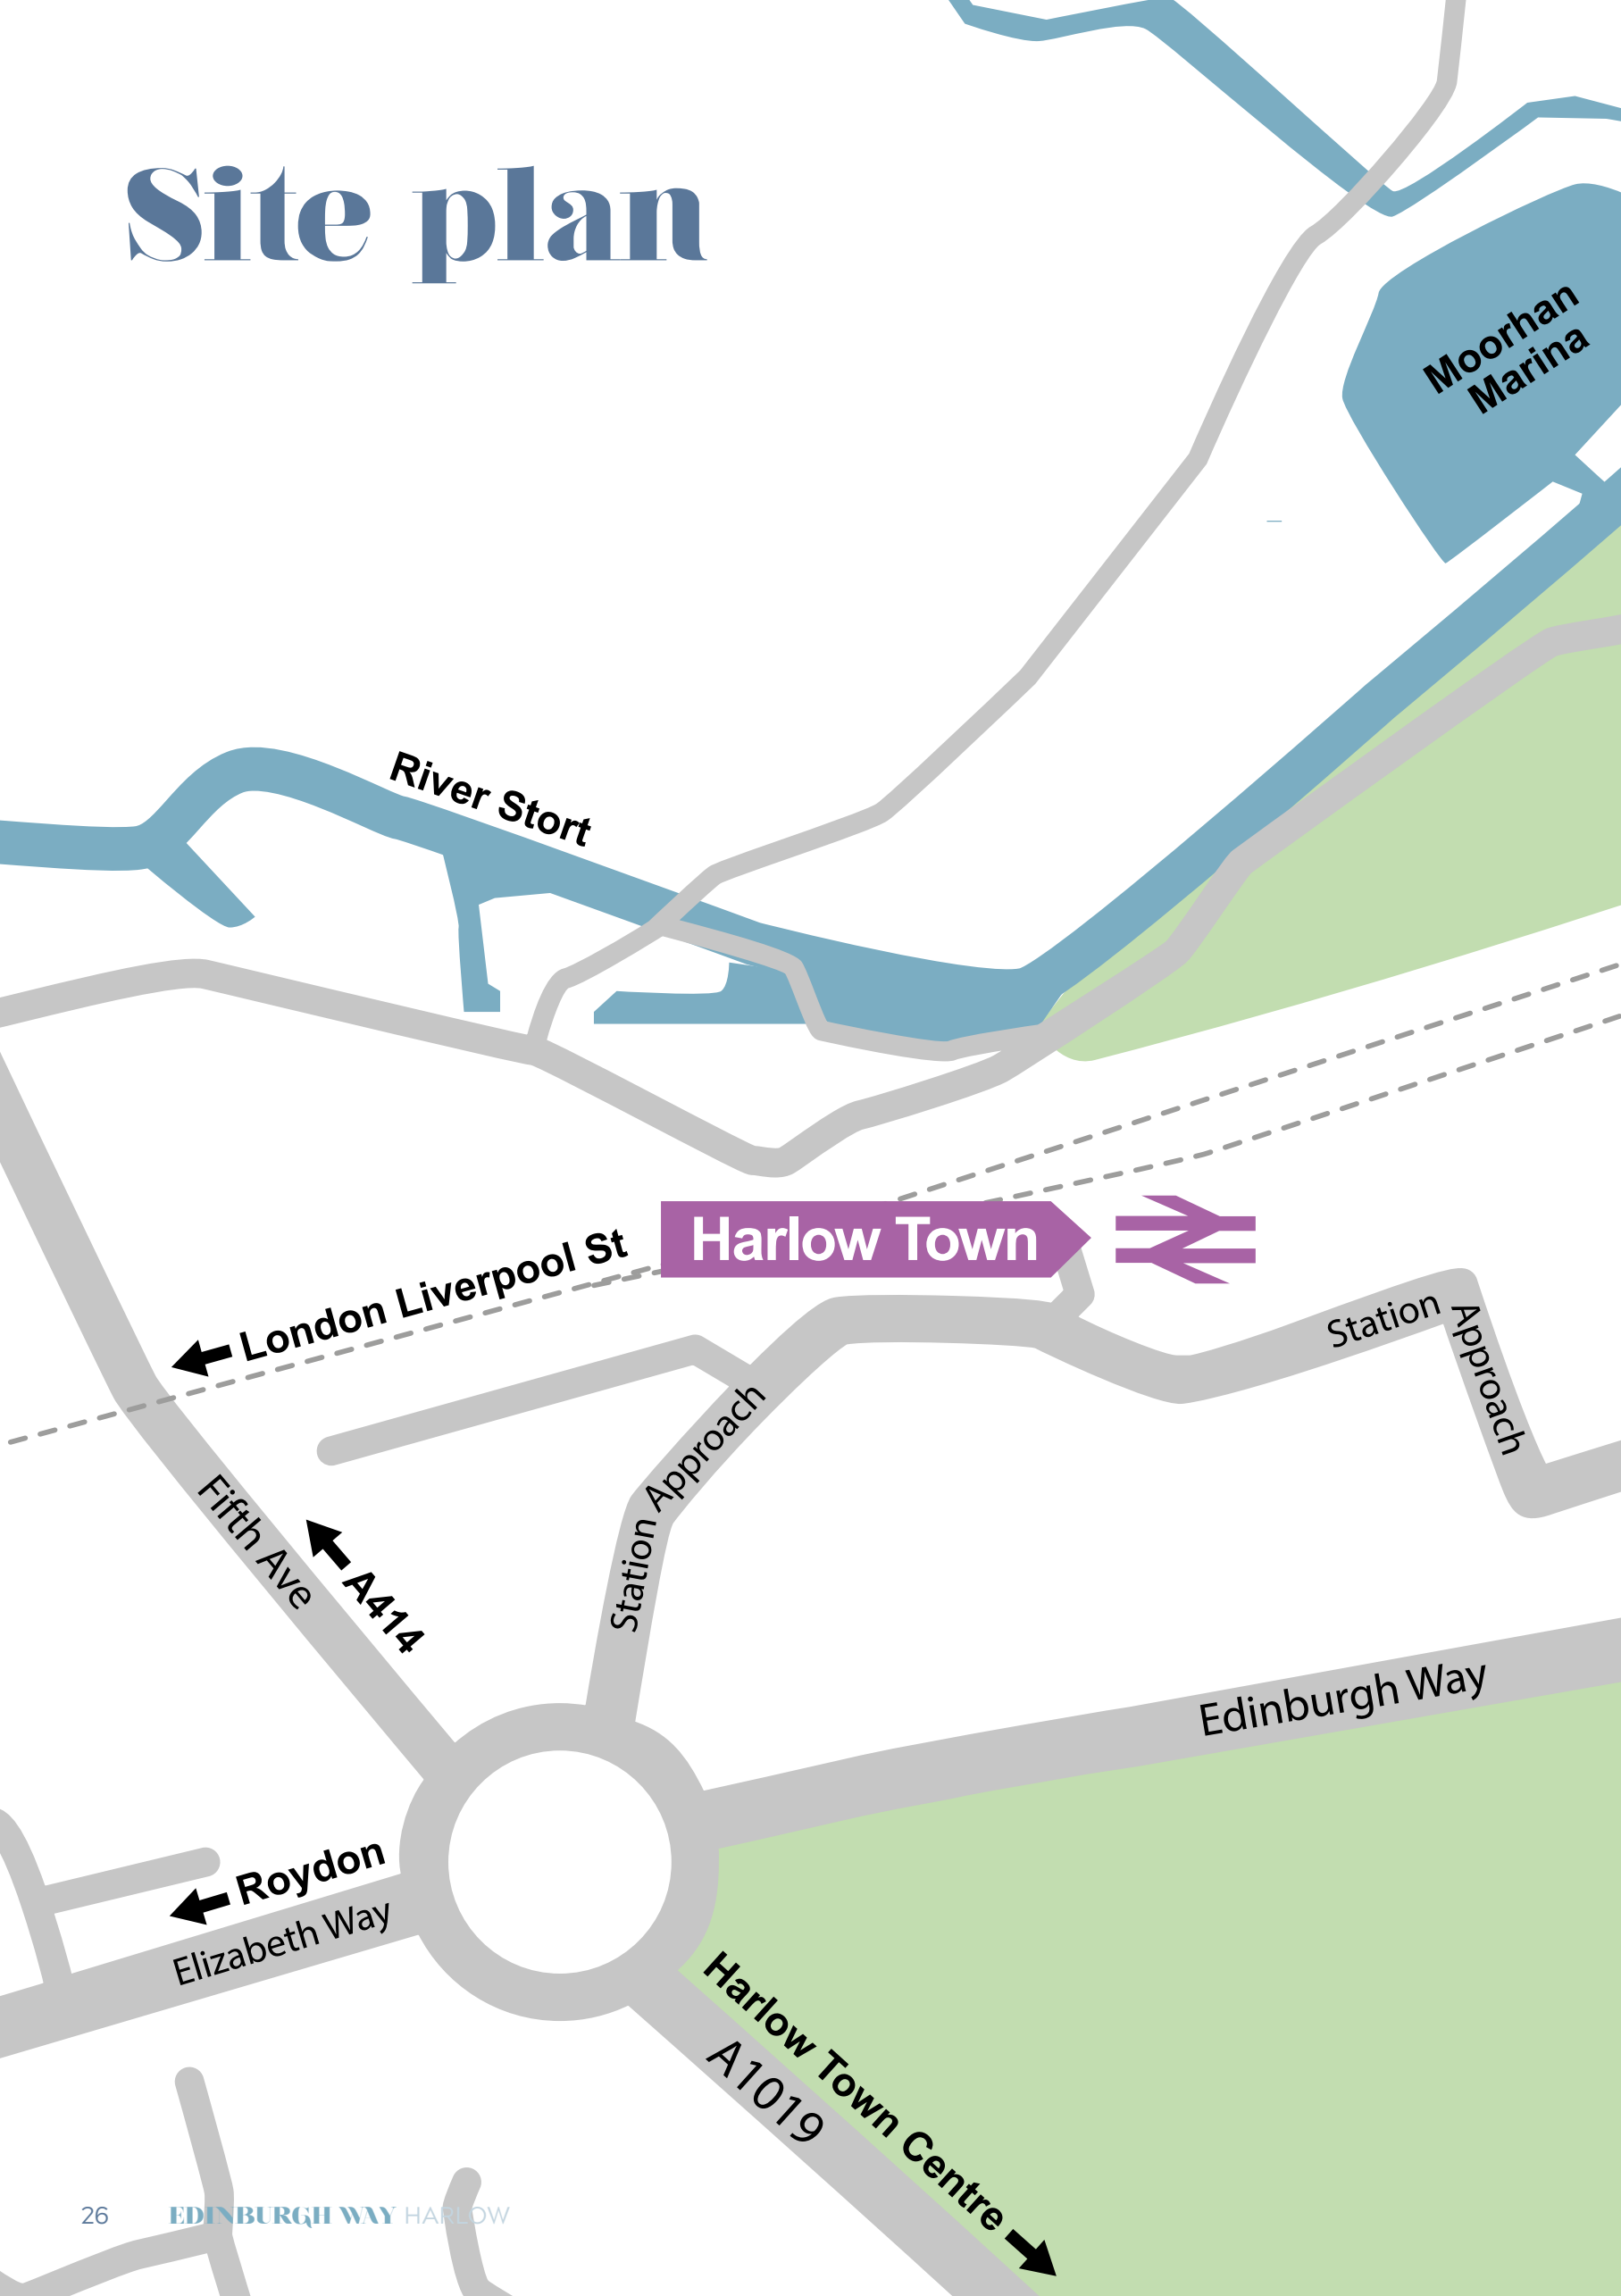 Site plan
Moorhan
Marina
River Stort
Harlow Town
London Liverpool St
Station Approach
Station Approach
Fifth Ave
A414
Edinburgh Way
Roydon
Elizabeth Way
Harlow Town Centre
A1019
26 EDINBURGH WAY HARLOW